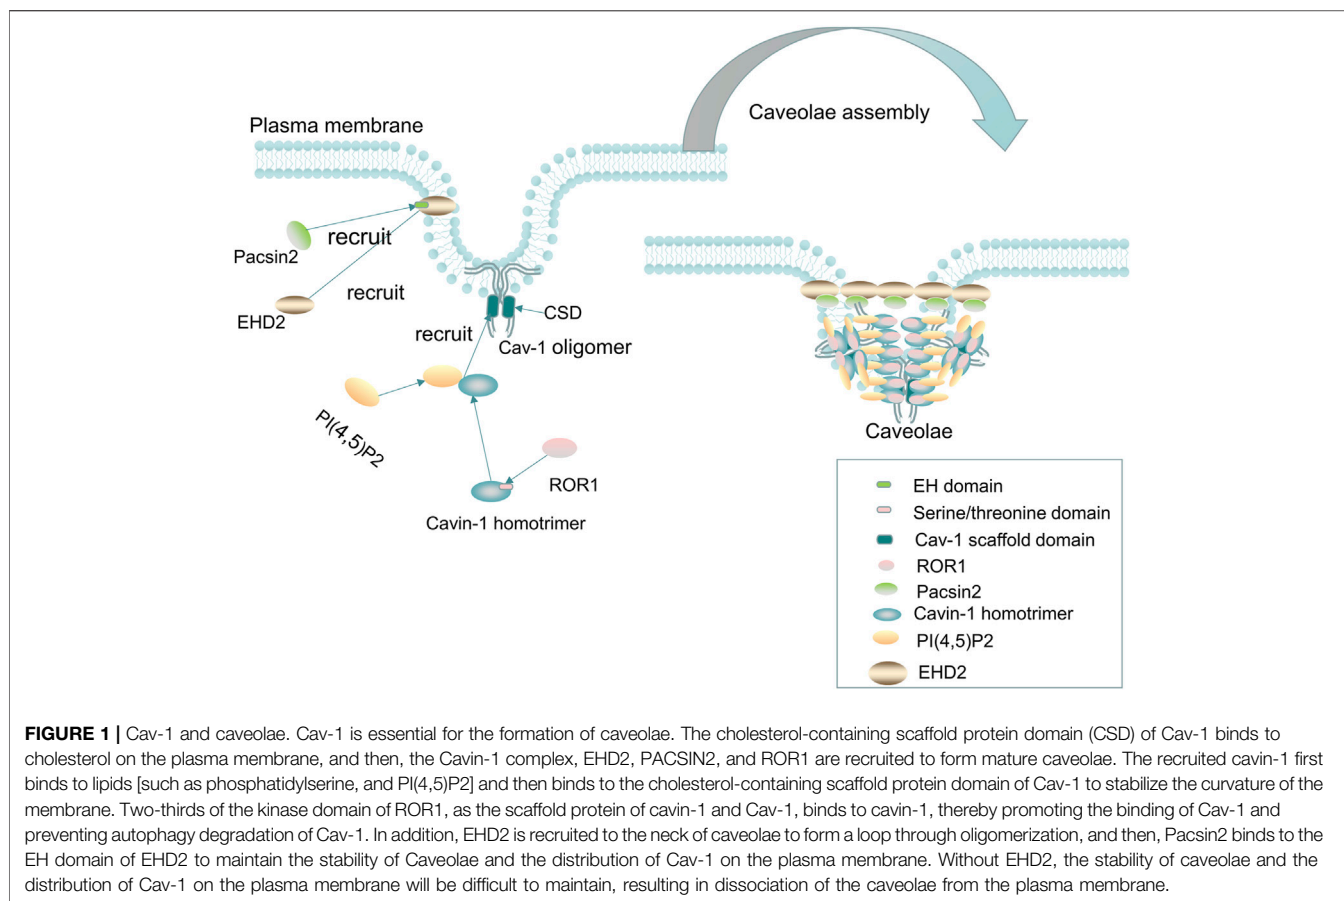 Caveolae assembly
Plasma membrane
recruit
Pacsin2
recruit
EHD2
CSD
recruit
Cav-1 oligomer
PI(4,5)P2
ROR1
Cavin-1 homotrimer
Caveolae
EH domain
Serine/threonine domain
Cav-1 scaffold domain
ROR1
Pacsin2
Cavin-1 homotrimer
PI(4,5)P2
EHD2
FIGURE 1 | Cav-1 and caveolae. Cav-1 is essential for the formation of caveolae. The cholesterol-containing scaffold protein domain (CSD) of Cav-1 binds to
cholesterol on the plasma membrane, and then, the Cavin-1 complex, EHD2, PACSIN2, and ROR1 are recruited to form mature caveolae. The recruited cavin-1 first
binds to lipids [such as phosphatidylserine, and PI(4,5)P2] and then binds to the cholesterol-containing scaffold protein domain of Cav-1 to stabilize the curvature of the
membrane. Two-thirds of the kinase domain of ROR1, as the scaffold protein of cavin-1 and Cav-1, binds to cavin-1, thereby promoting the binding of Cav-1 and
preventing autophagy degradation of Cav-1. In addition, EHD2 is recruited to the neck of caveolae to form a loop through oligomerization, and then, Pacsin2 binds to the
EH domain of EHD2 to maintain the stability of Caveolae and the distribution of Cav-1 on the plasma membrane. Without EHD2, the stability of caveolae and the
distribution of Cav-1 on the plasma membrane will be difficult to maintain, resulting in dissociation of the caveolae from the plasma membrane.